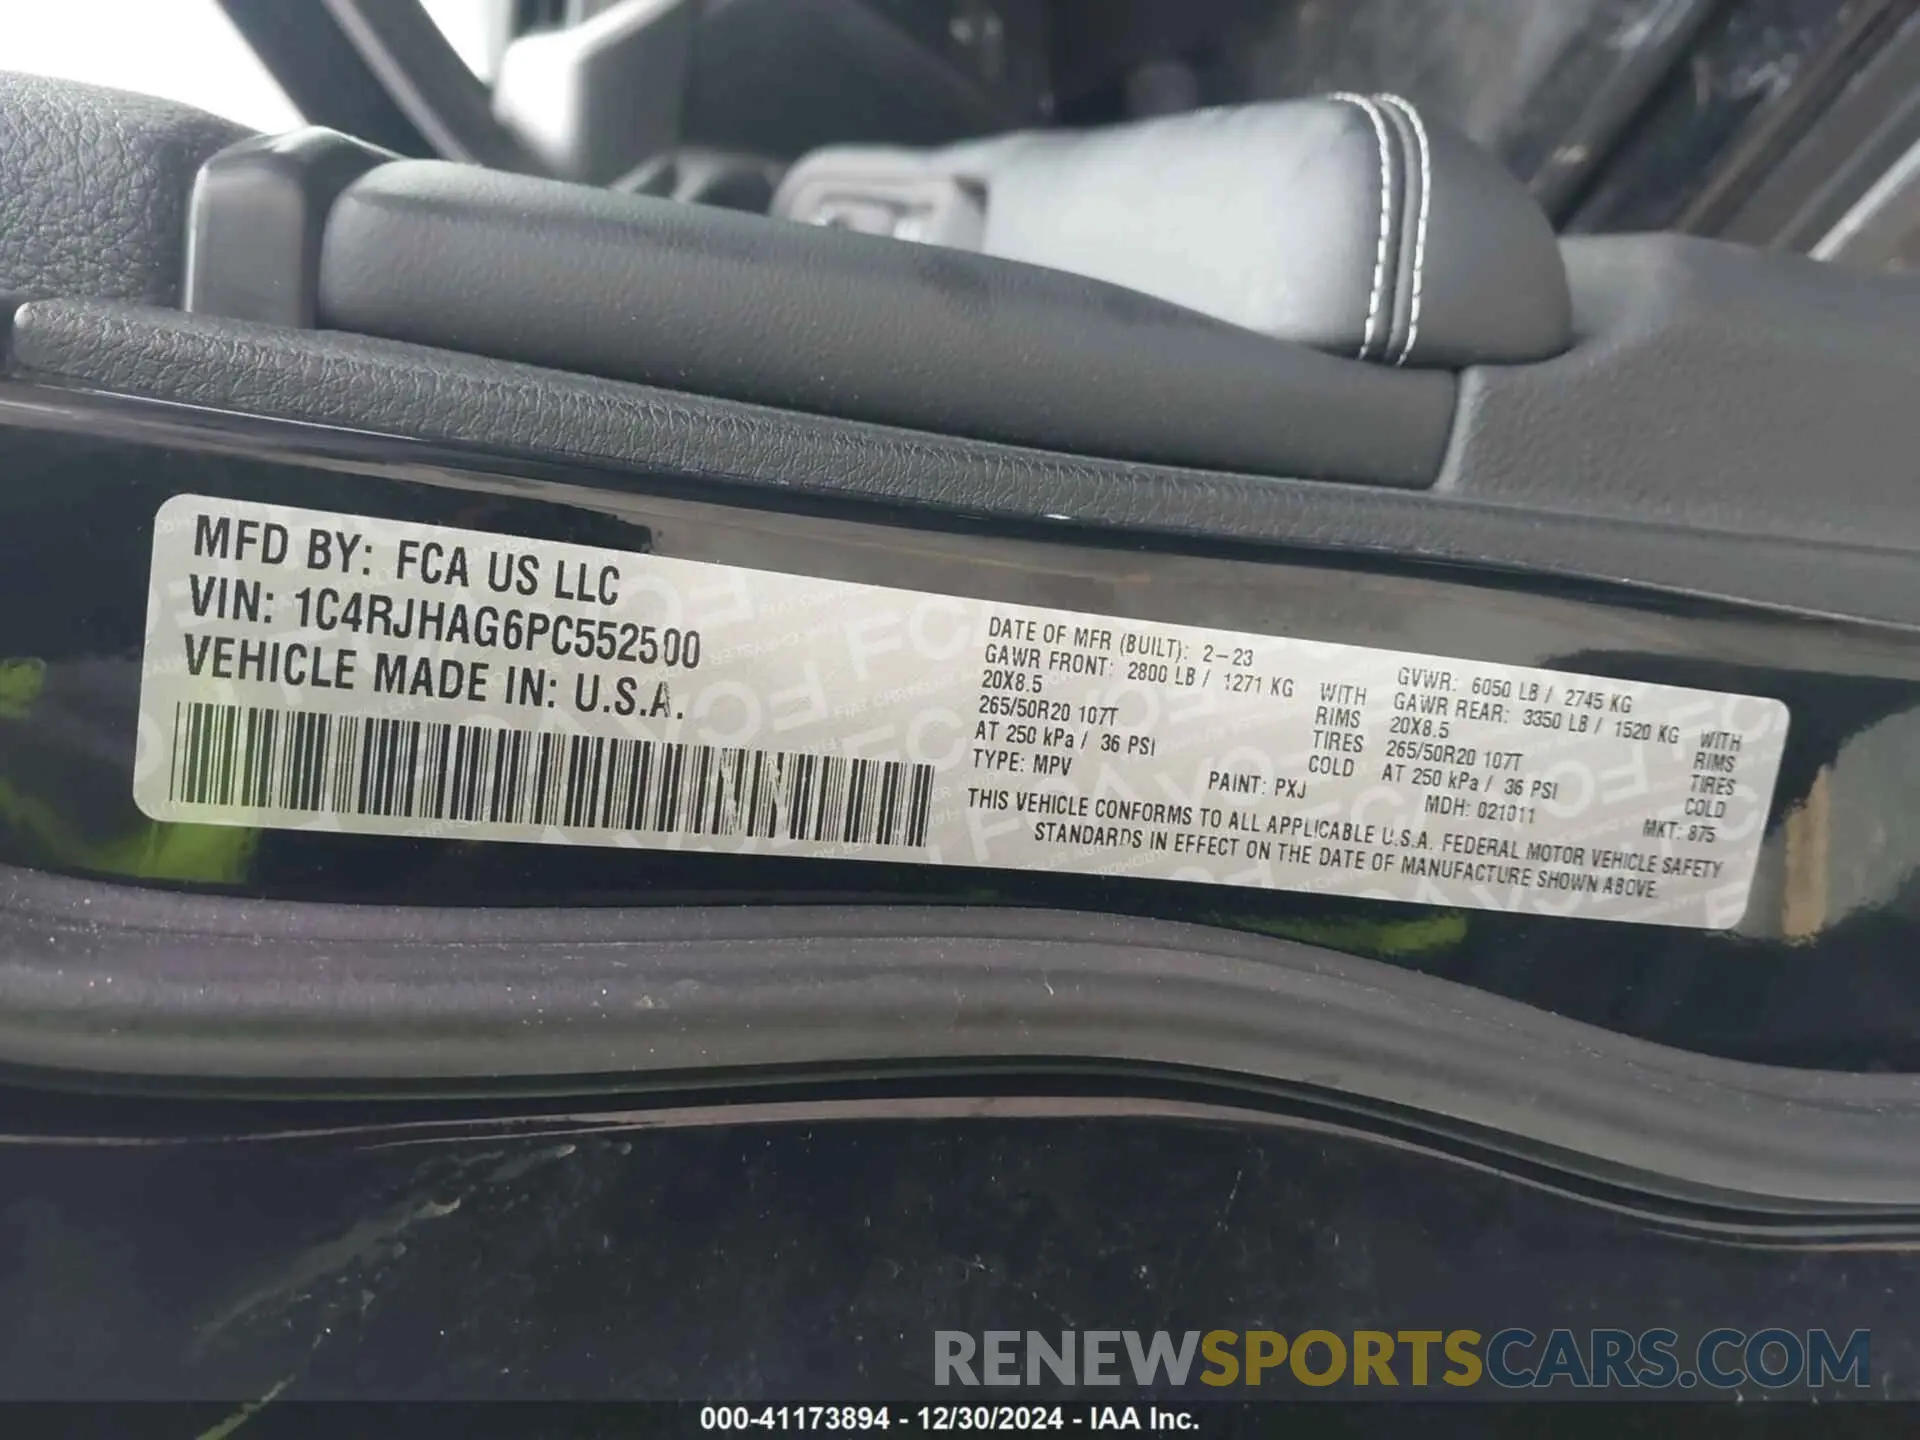 MFD BY: FCA US LLC
VIN: 1C4RJHAG6PC552500
VEHICLE MADE IN: U.S.A.
DATE OF MFR (BUILT): 2-23
GAWR FRONT: 2800 LB / 1271 KG WITH
20X8.5 RIMS
265/50R20 107T TIRES
AT 250 kPa / 36 PSI COLD
TYPE: MPV PAINT: PXJ
GVWR: 6050 LB / 2745 KG
GAWR REAR: 3350 LB / 1520 KG WITH
20X8.5 RIMS
265/50R20 107T TIRES
AT 250 kPa / 36 PSI COLD
MDH: 021011 MKT: 875
THIS VEHICLE CONFORMS TO ALL APPLICABLE U.S.A. FEDERAL MOTOR VEHICLE SAFETY
STANDARDS IN EFFECT ON THE DATE OF MANUFACTURE SHOWN ABOVE.
RENEWSPORTSCARS.COM
000-41173894 - 12/30/2024 - IAA Inc.